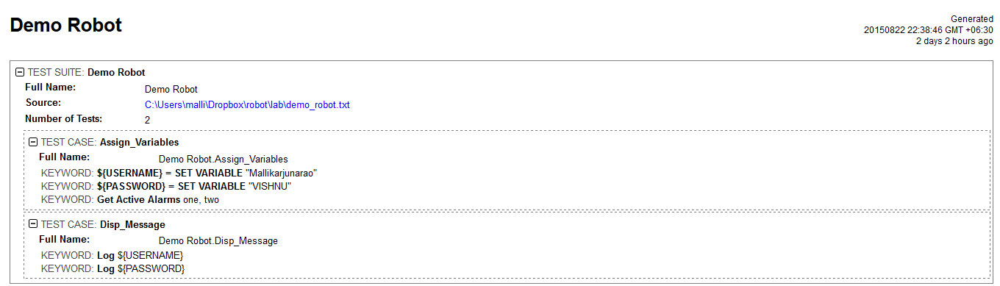 Demo Robot
Generated
20150822 22:38:46 GMT +06:30
2 days 2 hours ago
TEST SUITE: Demo Robot
Full Name: Demo Robot
Source: C:\Users\malli\Dropbox\robot\lab\demo_robot.txt
Number of Tests: 2
TEST CASE: Assign_Variables
Full Name: Demo Robot.Assign_Variables
KEYWORD: ${USERNAME} = SET VARIABLE "Mallikarjunarao"
KEYWORD: ${PASSWORD} = SET VARIABLE "VISHNU"
KEYWORD: Get Active Alarms one, two
TEST CASE: Disp_Message
Full Name: Demo Robot.Disp_Message
KEYWORD: Log ${USERNAME}
KEYWORD: Log ${PASSWORD}